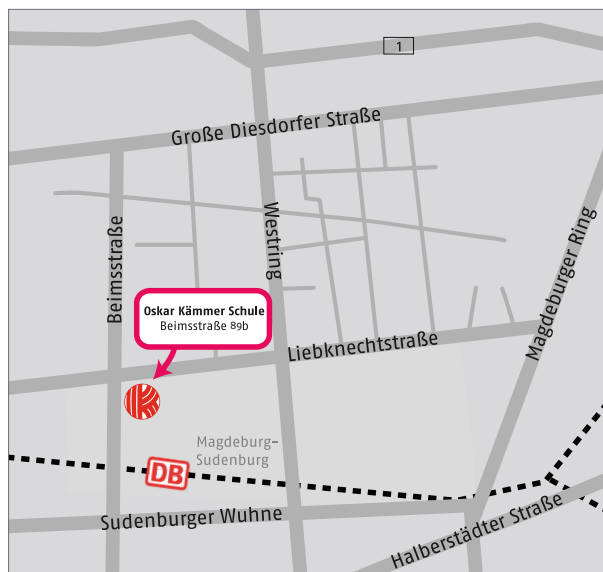 1
Große Diesdorfer Straße
Beimsstraße
Westring
Magdeburger Ring
Oskar Kämmer Schule
Beimsstraße 89b
Liebknechtstraße
Magdeburg-
Sudenburg
DB
Sudenburger Wuhne
Halberstädter Straße